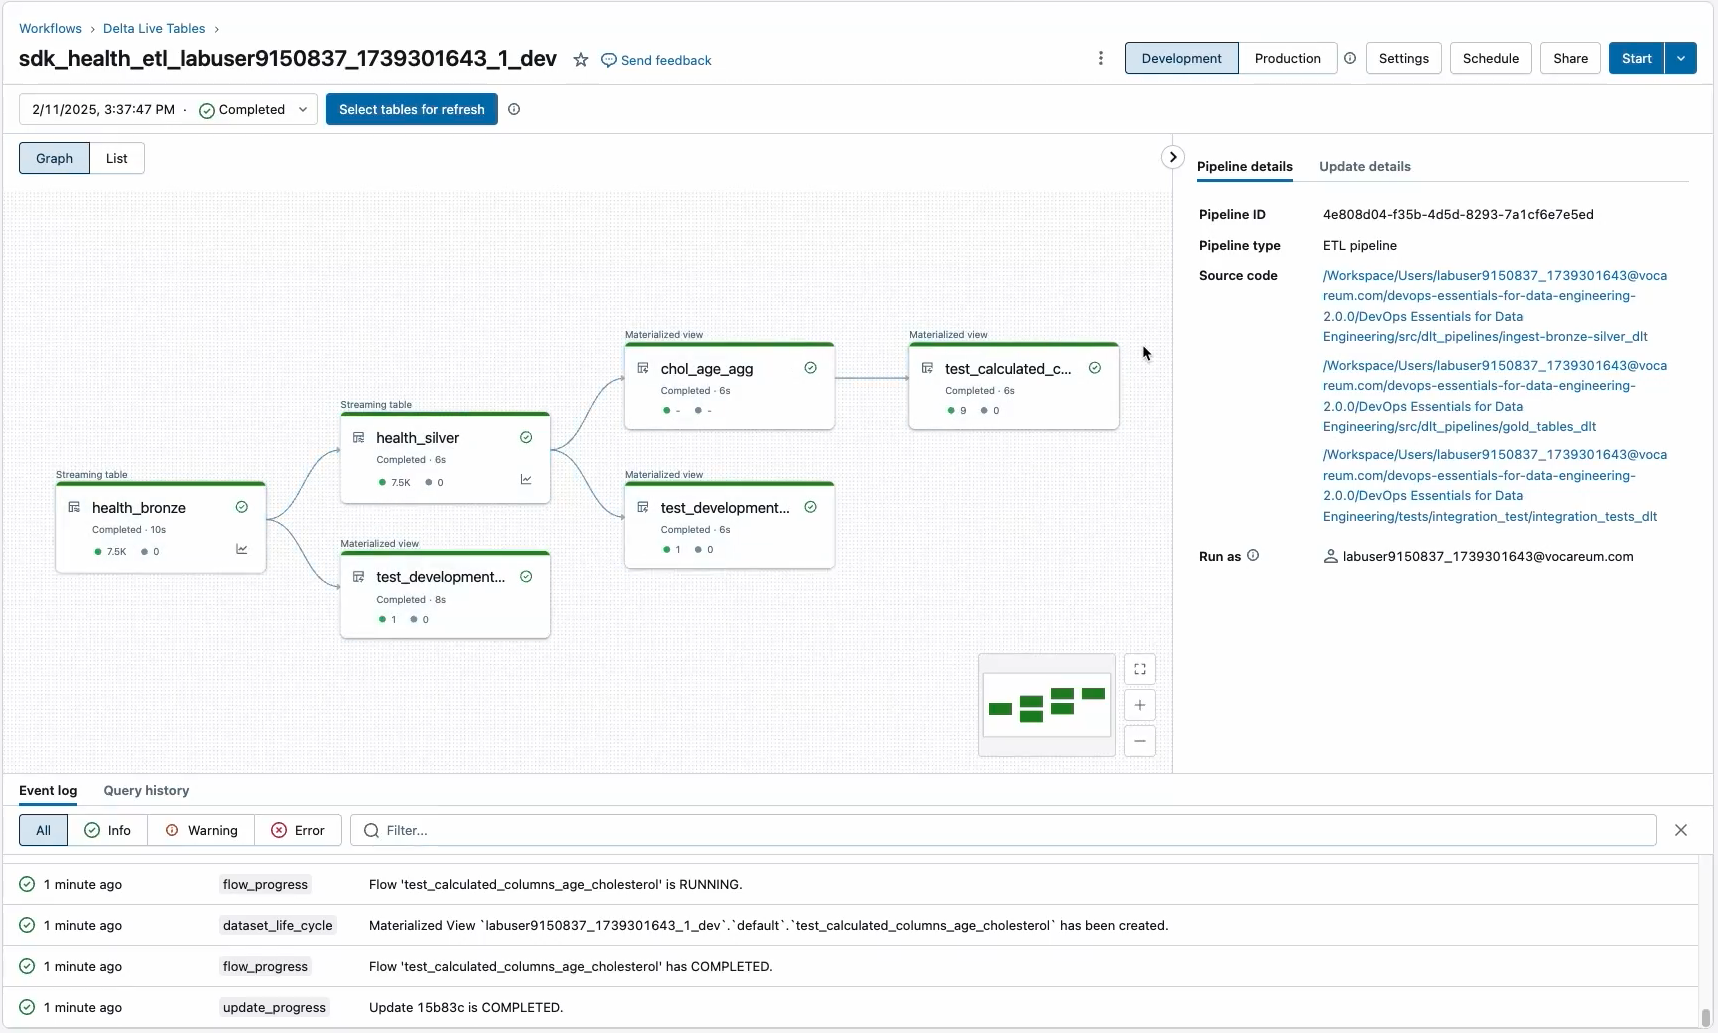 Workflows › Delta Live Tables ›
sdk_health_etl_labuser9150837_1739301643_1_dev
Send feedback
Development
Production
Settings
Schedule
Share
Start
2/11/2025, 3:37:47 PM · Completed
Select tables for refresh
Graph
List
Streaming table
health_bronze
Completed · 10s
7.5K 0
Streaming table
health_silver
Completed · 6s
7.5K 0
Materialized view
test_development...
Completed · 8s
1 0
Materialized view
chol_age_agg
Completed · 6s
- -
Materialized view
test_development...
Completed · 6s
1 0
Materialized view
test_calculated_c...
Completed · 6s
9 0
Pipeline details
Update details
Pipeline ID
4e808d04-f35b-4d5d-8293-7a1cf6e7e5ed
Pipeline type
ETL pipeline
Source code
/Workspace/Users/labuser9150837_1739301643@voca
reum.com/devops-essentials-for-data-engineering-
2.0.0/DevOps Essentials for Data
Engineering/src/dlt_pipelines/ingest-bronze-silver_dlt
/Workspace/Users/labuser9150837_1739301643@voca
reum.com/devops-essentials-for-data-engineering-
2.0.0/DevOps Essentials for Data
Engineering/src/dlt_pipelines/gold_tables_dlt
/Workspace/Users/labuser9150837_1739301643@voca
reum.com/devops-essentials-for-data-engineering-
2.0.0/DevOps Essentials for Data
Engineering/tests/integration_test/integration_tests_dlt
Run as
labuser9150837_1739301643@vocareum.com
Event log
Query history
All
Info
Warning
Error
Filter...
1 minute ago flow_progress Flow 'test_calculated_columns_age_cholesterol' is RUNNING.
1 minute ago dataset_life_cycle Materialized View `labuser9150837_1739301643_1_dev`.`default`.`test_calculated_columns_age_cholesterol` has been created.
1 minute ago flow_progress Flow 'test_calculated_columns_age_cholesterol' has COMPLETED.
1 minute ago update_progress Update 15b83c is COMPLETED.